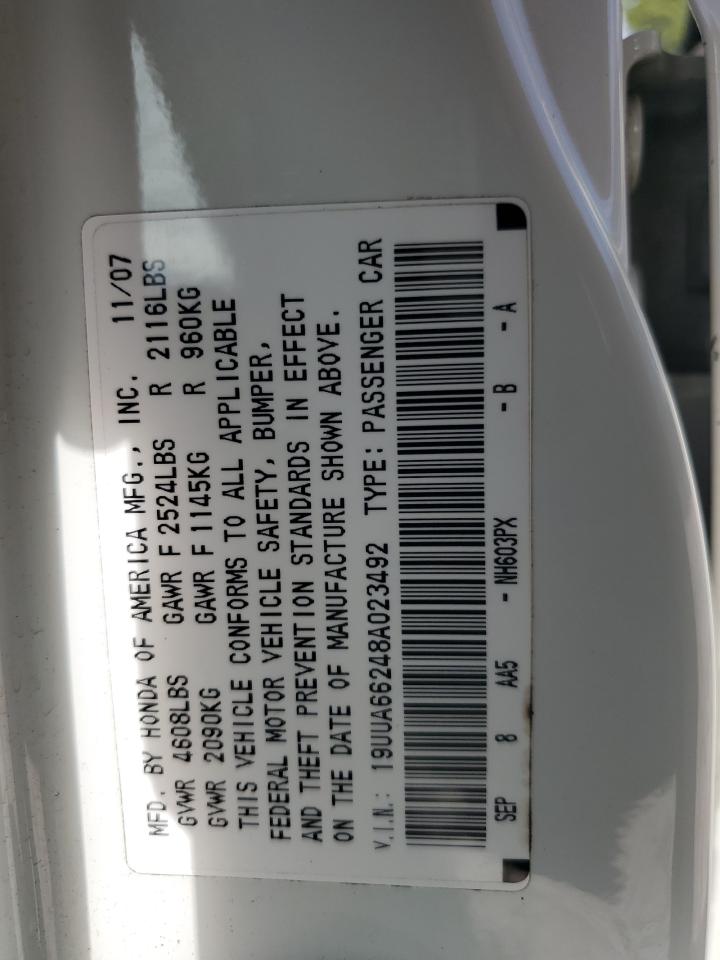 MFD. BY HONDA OF AMERICA MFG., INC. 11/07
GVWR 4608LBS GAWR F 2524LBS R 2116LBS
GVWR 2090KG GAWR F 1145KG R 960KG
THIS VEHICLE CONFORMS TO ALL APPLICABLE
FEDERAL MOTOR VEHICLE SAFETY, BUMPER,
AND THEFT PREVENTION STANDARDS IN EFFECT
ON THE DATE OF MANUFACTURE SHOWN ABOVE.
V.I.N.: 19UUA66248A023492 TYPE: PASSENGER CAR
SEP 8 AA5 - NH603PX - B - A